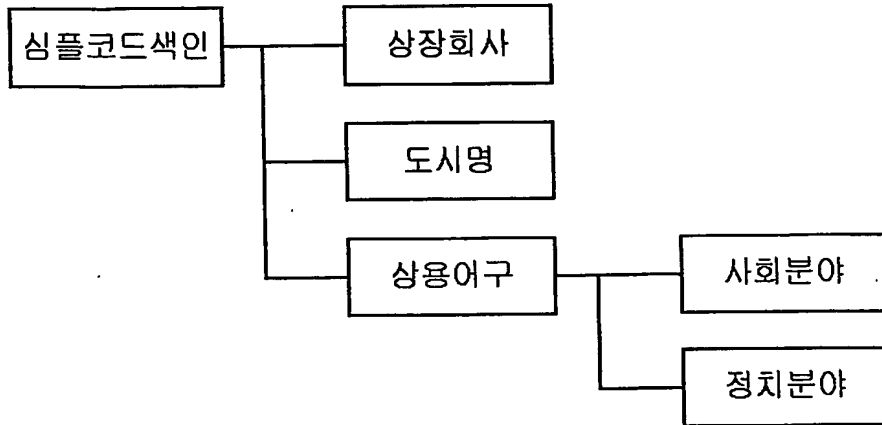 심플코드색인
상장회사
도시명
상용어구
사회분야
정치분야